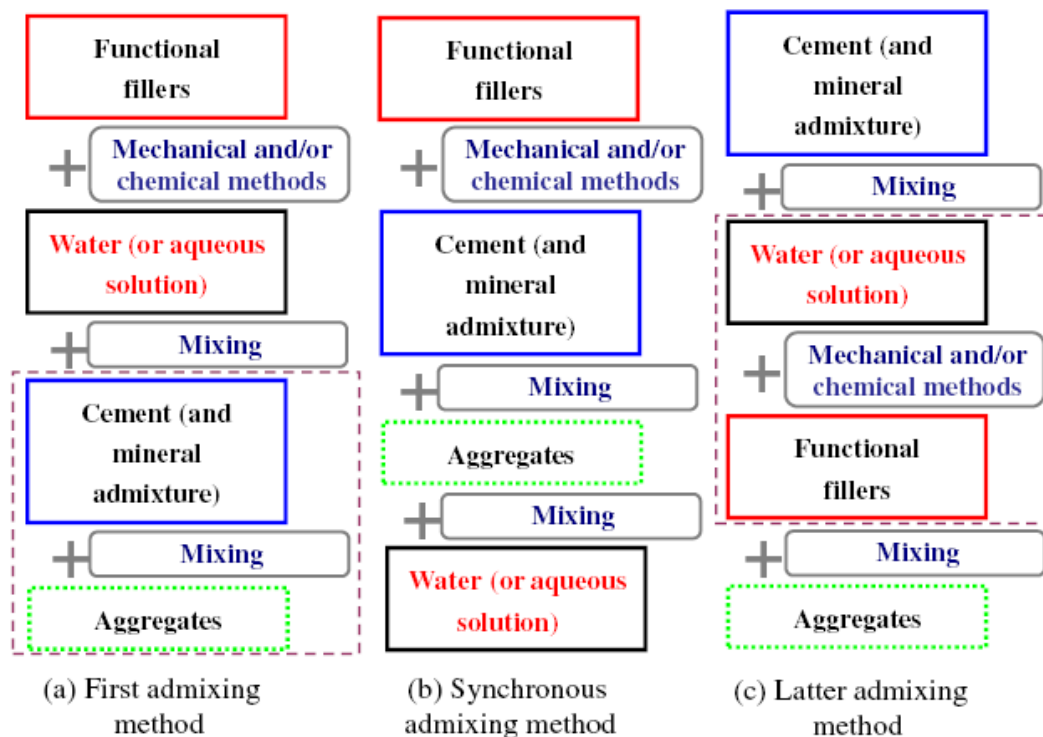 Functional
fillers
Mechanical and/or
chemical methods
Water (or aqueous
solution)
Mixing
Cement (and
mineral
admixture)
Mixing
Aggregates
(a) First admixing
method
Functional
fillers
Mechanical and/or
chemical methods
Cement (and
mineral
admixture)
Mixing
Aggregates
Mixing
Water (or aqueous
solution)
(b) Synchronous
admixing method
Cement (and
mineral
admixture)
Mixing
Water (or aqueous
solution)
Mechanical and/or
chemical methods
Functional
fillers
Mixing
Aggregates
(c) Latter admixing
method